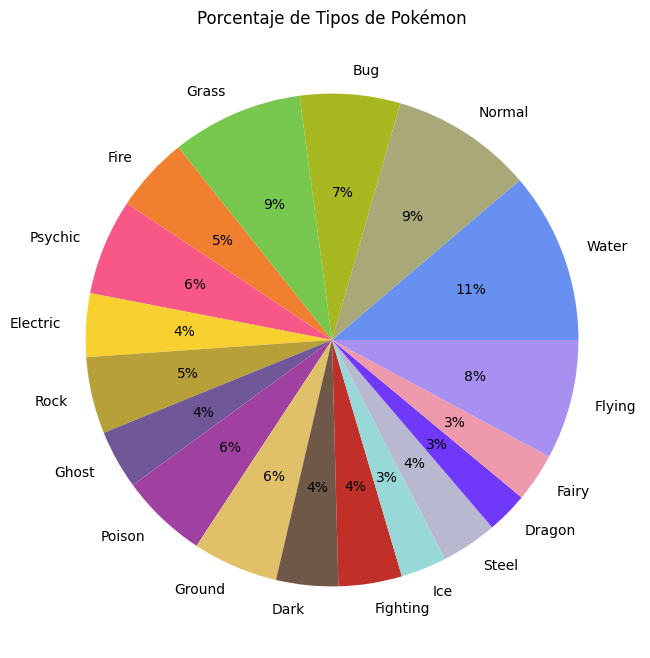 Porcentaje de Tipos de Pokémon
Bug
Grass
Normal
Fire
7%
9%
9%
Psychic
5%
Water
6%
11%
Electric
4%
Rock
5%
8%
Flying
4%
3%
Ghost
6%
3%
6%
4%
Fairy
4%
4%
3%
Dragon
Poison
Steel
Ground
Ice
Dark
Fighting